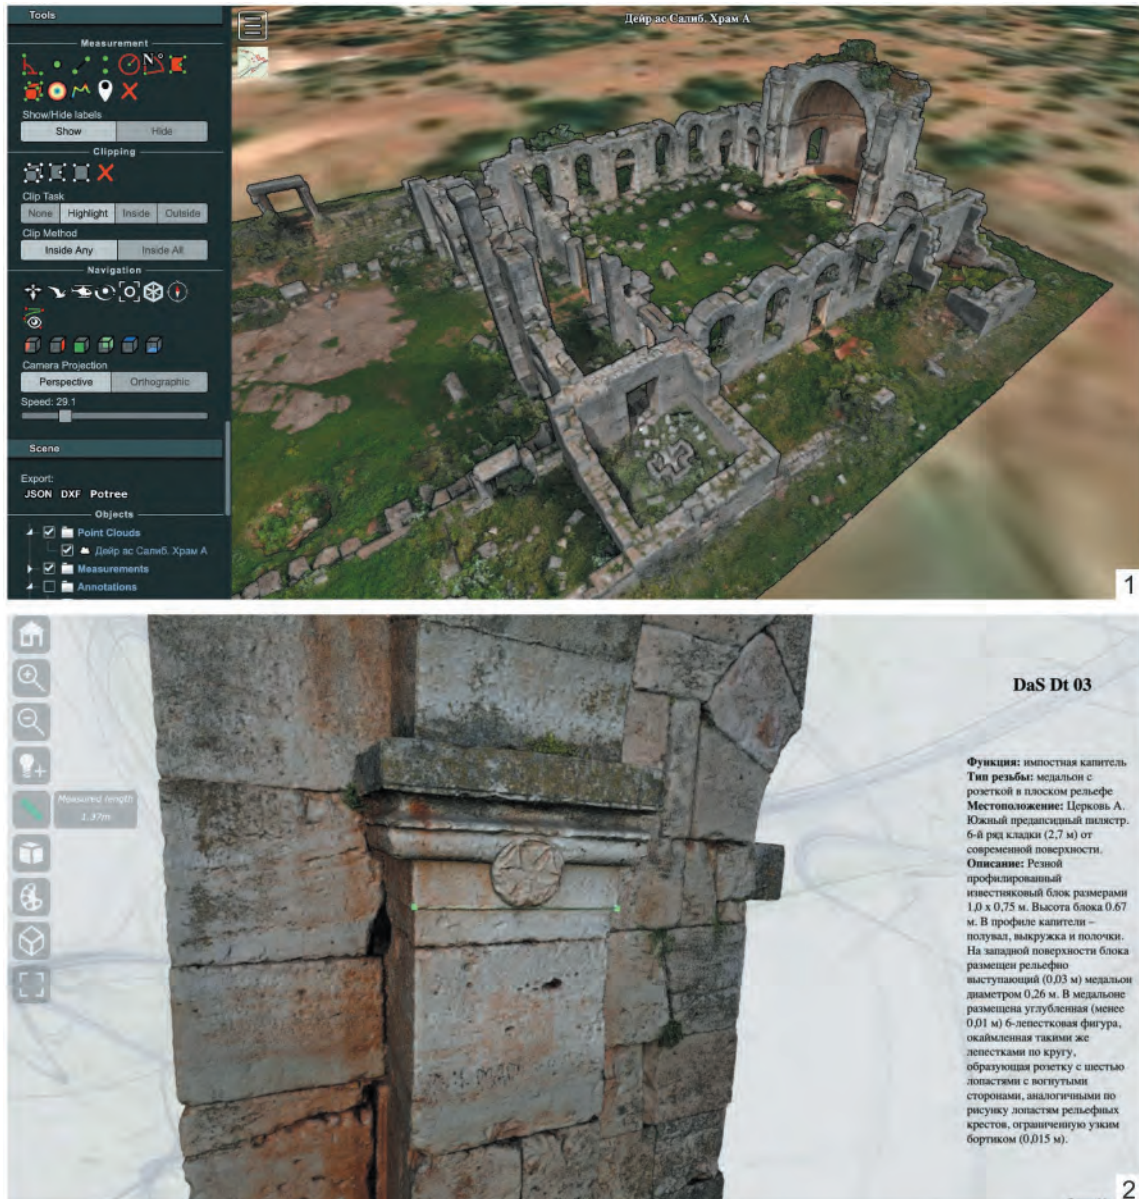 Tools
Measurement
N
Show/Hide labels
Show Hide
Clipping
Clip Task
None Highlight Inside Outside
Clip Method
Inside Any Inside All
Navigation
Camera Projection
Perspective Orthographic
Speed: 29.1
Scene
Export:
JSON DXF Potree
Objects
Point Clouds
Дейр ас Салиб. Храм А
Measurements
Annotations
Дейр ас Салиб. Храм А
1
Measured length
1.37m
DaS Dt 03
Функция: импостная капитель
Тип резьбы: медальон с
розеткой в плоском рельефе
Местоположение: Церковь А.
Южный предапсидный пилястр.
6-й ряд кладки (2,7 м) от
современной поверхности.
Описание: Резной
профилированный
известняковый блок размерами
1,0 х 0,75 м. Высота блока 0.67
м. В профиле капители –
полувал, выкружка и полочки.
На западной поверхности блока
размещен рельефно
выступающий (0,03 м) медальон
диаметром 0,26 м. В медальоне
размещена углубленная (менее
0,01 м) 6-лепестковая фигура,
окаймленная такими же
лепестками по кругу,
образующая розетку с шестью
лопастями с вогнутыми
сторонами, аналогичными по
рисунку лопастям рельефных
крестов, ограниченную узким
бортиком (0,015 м).
2